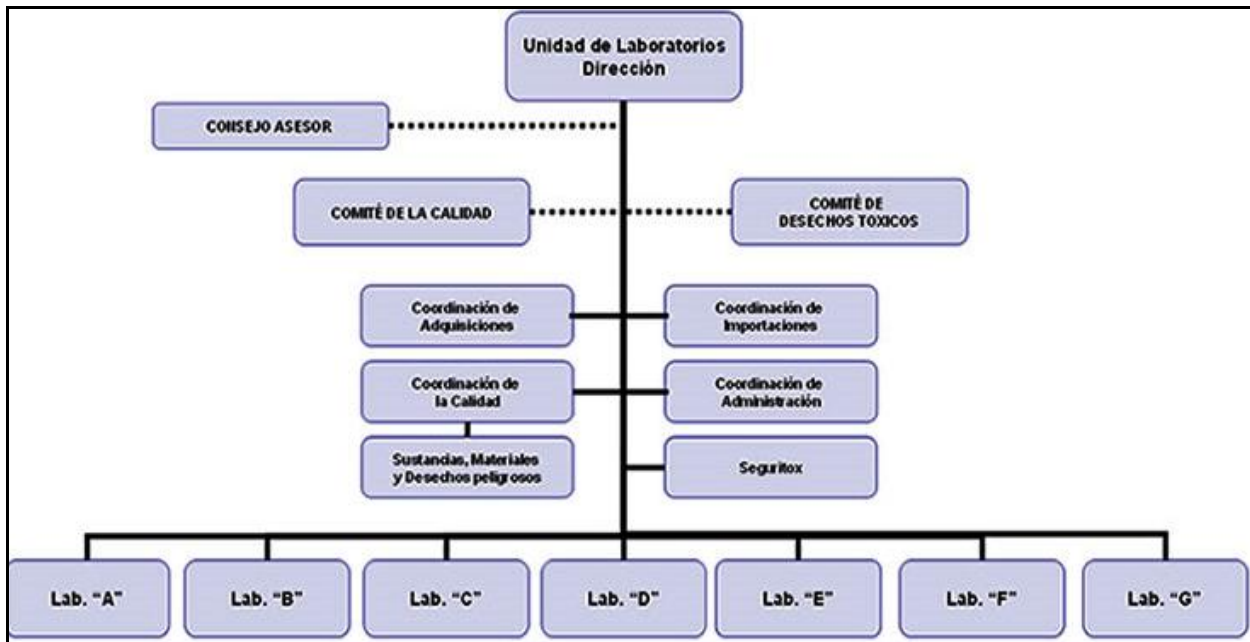 Unidad de Laboratorios
Dirección
CONSEJO ASESOR
COMITÉ DE LA CALIDAD
COMITÉ DE
DESECHOS TOXICOS
Coordinación de
Adquisiciones
Coordinación de
Importaciones
Coordinación de
la Calidad
Coordinación de
Administración
Sustancias, Materiales
y Desechos peligrosos
Seguritox
Lab. “A”
Lab. “B”
Lab. “C”
Lab. “D”
Lab. “E”
Lab. “F”
Lab. “G”